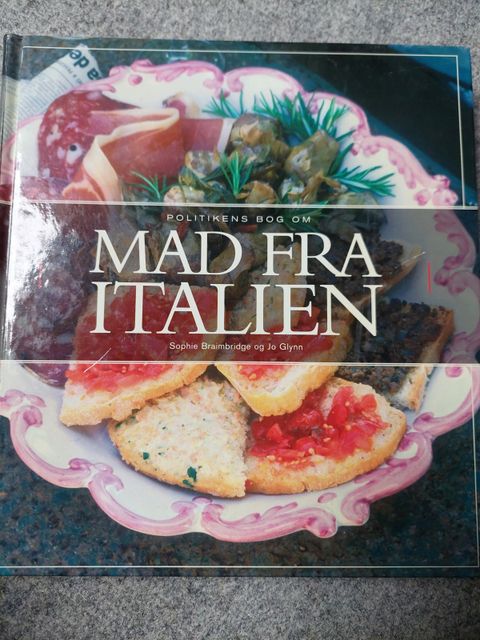 POLITIKENS BOG OM
MAD FRA
ITALIEN
Sophie Braimbridge og Jo Glynn